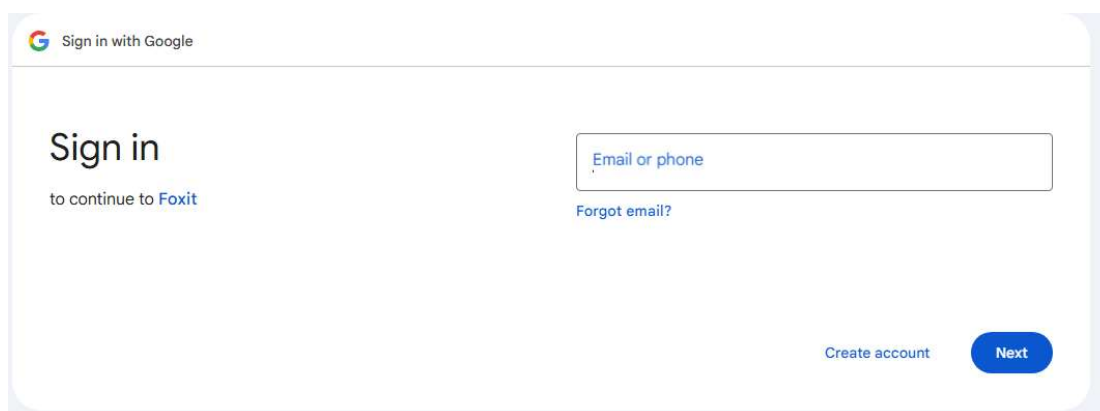 Sign in with Google
Sign in
to continue to Foxit
Email or phone
Forgot email?
Create account
Next